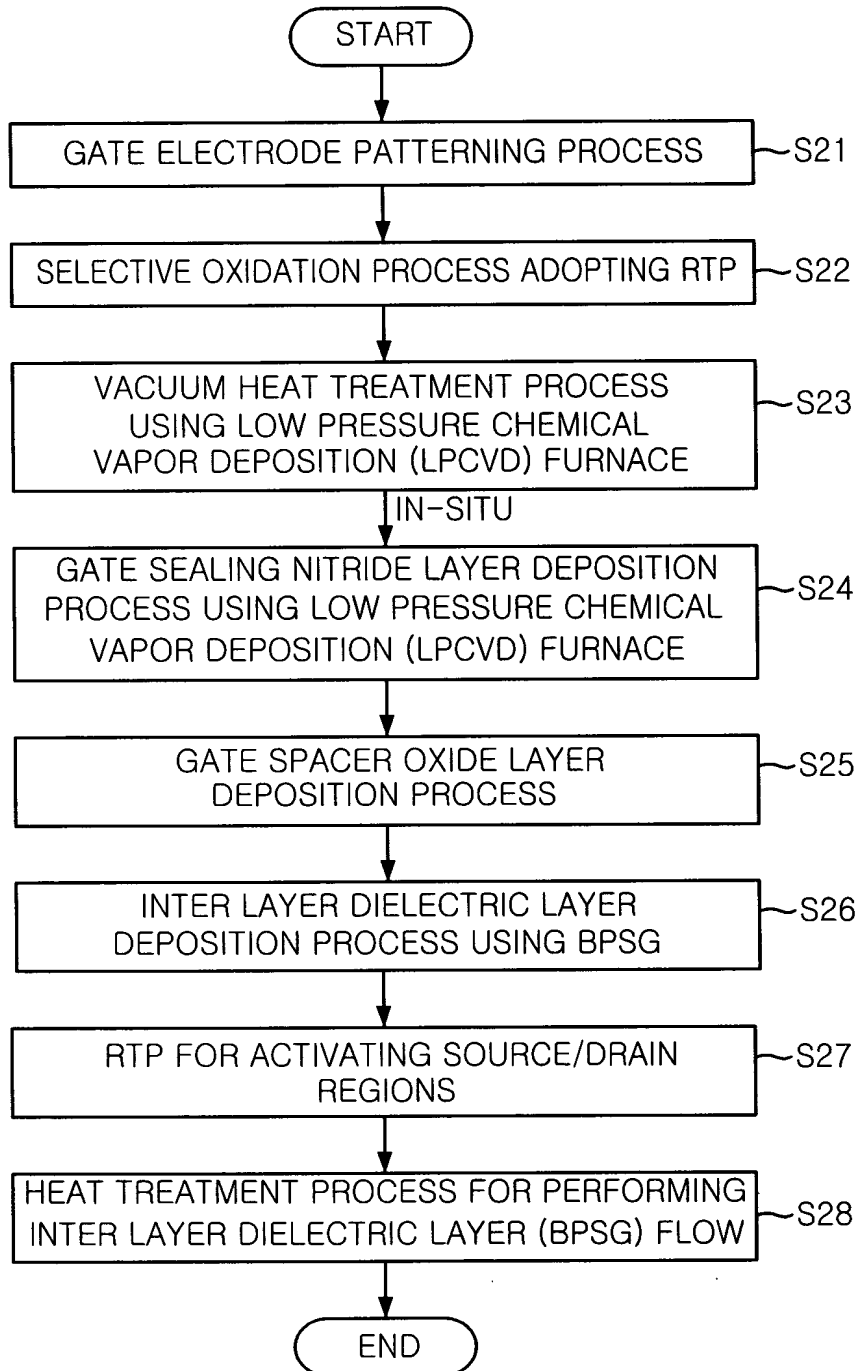 START
GATE ELECTRODE PATTERNING PROCESS
S21
SELECTIVE OXIDATION PROCESS ADOPTING RTP
S22
VACUUM HEAT TREATMENT PROCESS
USING LOW PRESSURE CHEMICAL
VAPOR DEPOSITION (LPCVD) FURNACE
S23
IN-SITU
GATE SEALING NITRIDE LAYER DEPOSITION
PROCESS USING LOW PRESSURE CHEMICAL
VAPOR DEPOSITION (LPCVD) FURNACE
S24
GATE SPACER OXIDE LAYER
DEPOSITION PROCESS
S25
INTER LAYER DIELECTRIC LAYER
DEPOSITION PROCESS USING BPSG
S26
RTP FOR ACTIVATING SOURCE/DRAIN
REGIONS
S27
HEAT TREATMENT PROCESS FOR PERFORMING
INTER LAYER DIELECTRIC LAYER (BPSG) FLOW
S28
END